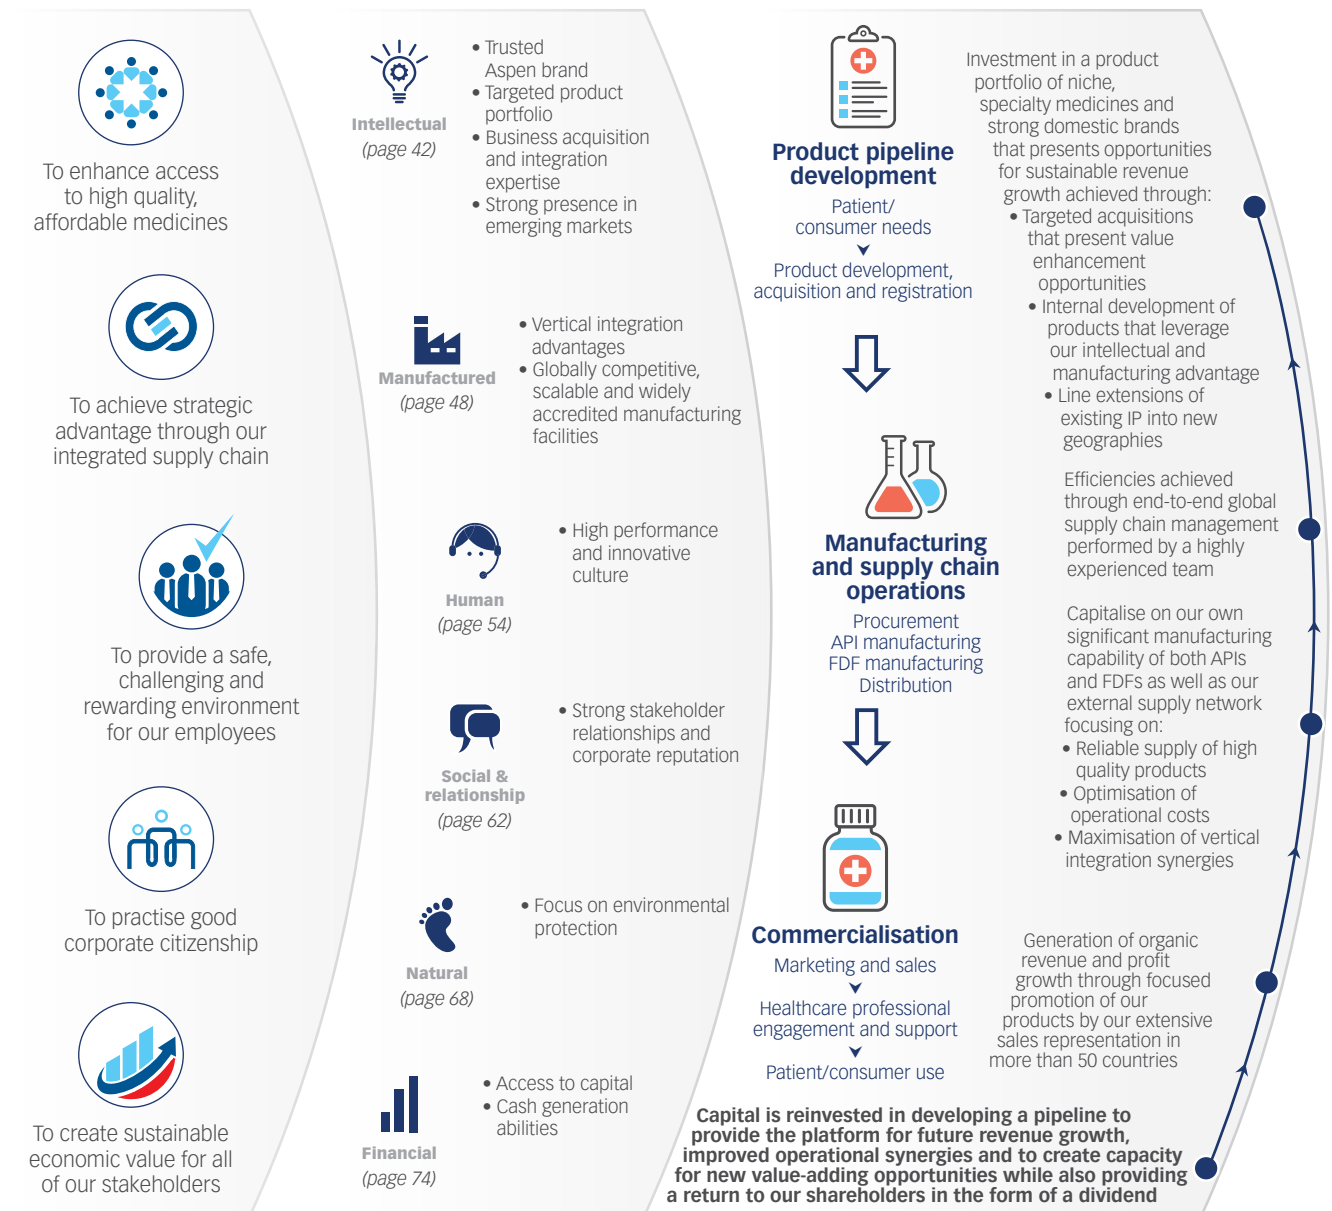 To enhance access
to high quality,
affordable medicines
To achieve strategic
advantage through our
integrated supply chain
To provide a safe,
challenging and
rewarding environment
for our employees
To practise good
corporate citizenship
To create sustainable
economic value for all
of our stakeholders
Intellectual
(page 42)
• Trusted
Aspen brand
• Targeted product
portfolio
• Business acquisition
and integration
expertise
• Strong presence in
emerging markets
Manufactured
(page 48)
• Vertical integration
advantages
• Globally competitive,
scalable and widely
accredited manufacturing
facilities
Human
(page 54)
• High performance
and innovative
culture
Social &
relationship
(page 62)
• Strong stakeholder
relationships and
corporate reputation
Natural
(page 68)
• Focus on environmental
protection
Financial
(page 74)
• Access to capital
• Cash generation
abilities
Product pipeline
development
Patient/
consumer needs
Product development,
acquisition and registration
Manufacturing
and supply chain
operations
Procurement
API manufacturing
FDF manufacturing
Distribution
Commercialisation
Marketing and sales
Healthcare professional
engagement and support
Patient/consumer use
Investment in a product
portfolio of niche,
specialty medicines and
strong domestic brands
that presents opportunities
for sustainable revenue
growth achieved through:
• Targeted acquisitions
that present value
enhancement
opportunities
• Internal development of
products that leverage
our intellectual and
manufacturing advantage
• Line extensions of
existing IP into new
geographies
Efficiencies achieved
through end-to-end global
supply chain management
performed by a highly
experienced team
Capitalise on our own
significant manufacturing
capability of both APIs
and FDFs as well as our
external supply network
focusing on:
• Reliable supply of high
quality products
• Optimisation of
operational costs
• Maximisation of vertical
integration synergies
Generation of organic
revenue and profit
growth through focused
promotion of our
products by our extensive
sales representation in
more than 50 countries
Capital is reinvested in developing a pipeline to
provide the platform for future revenue growth,
improved operational synergies and to create capacity
for new value-adding opportunities while also providing
a return to our shareholders in the form of a dividend